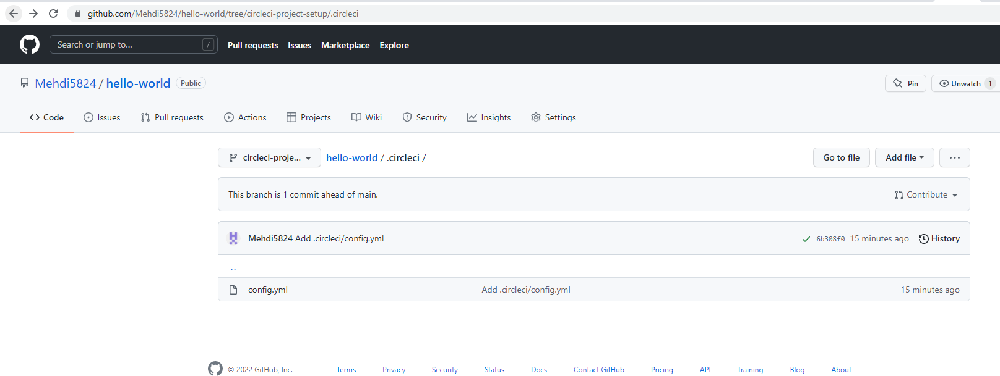 github.com/Mehdi5824/hello-world/tree/circleci-project-setup/.circleci
Search or jump to... / Pull requests Issues Marketplace Explore
Mehdi5824 / hello-world Public Pin Unwatch 1
<> Code Issues Pull requests Actions Projects Wiki Security Insights Settings
circleci-proje... hello-world / .circleci / Go to file Add file ...
This branch is 1 commit ahead of main. Contribute
Mehdi5824 Add .circleci/config.yml 6b308f0 15 minutes ago History
..
config.yml Add .circleci/config.yml 15 minutes ago
© 2022 GitHub, Inc. Terms Privacy Security Status Docs Contact GitHub Pricing API Training Blog About